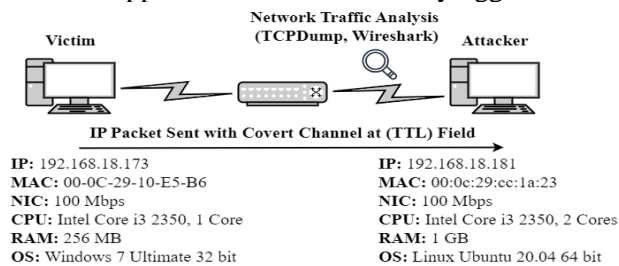 Network Traffic Analysis
Victim (TCPDump, Wireshark) Attacker
IP Packet Sent with Covert Channel at (TTL) Field
IP: 192.168.18.173
MAC: 00-0C-29-10-E5-B6
NIC: 100 Mbps
CPU: Intel Core i3 2350, 1 Core
RAM: 256 MB
OS: Windows 7 Ultimate 32 bit
IP: 192.168.18.181
MAC: 00:0c:29:cc:1a:23
NIC: 100 Mbps
CPU: Intel Core i3 2350, 2 Cores
RAM: 1 GB
OS: Linux Ubuntu 20.04 64 bit